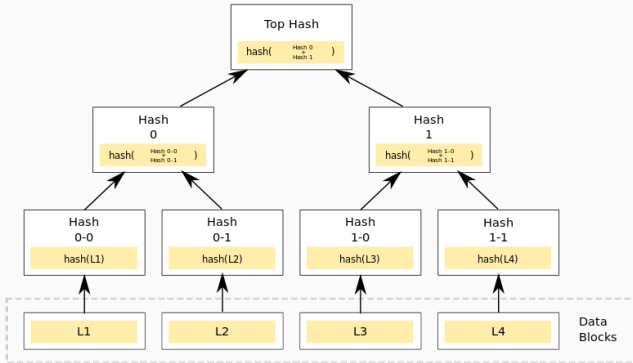 Top Hash
hash( Hash 0 + Hash 1 )
Hash 0
hash( Hash 0-0 + Hash 0-1 )
Hash 1
hash( Hash 1-0 + Hash 1-1 )
Hash 0-0
hash(L1)
Hash 0-1
hash(L2)
Hash 1-0
hash(L3)
Hash 1-1
hash(L4)
L1
L2
L3
L4
Data
Blocks